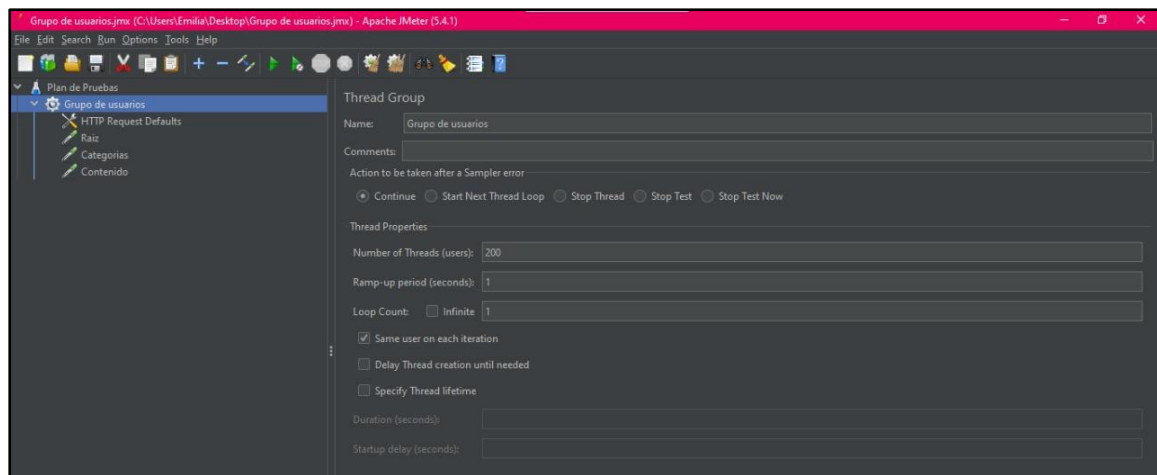 Grupo de usuarios.jmx (C:\Users\Emilia\Desktop\Grupo de usuarios.jmx) - Apache JMeter (5.4.1)
File Edit Search Run Options Tools Help
Plan de Pruebas
Grupo de usuarios
HTTP Request Defaults
Raiz
Categorias
Contenido
Thread Group
Name: Grupo de usuarios
Comments:
Action to be taken after a Sampler error
Continue Start Next Thread Loop Stop Thread Stop Test Stop Test Now
Thread Properties
Number of Threads (users): 200
Ramp-up period (seconds): 1
Loop Count: Infinite 1
Same user on each iteration
Delay Thread creation until needed
Specify Thread lifetime
Duration (seconds):
Startup delay (seconds):